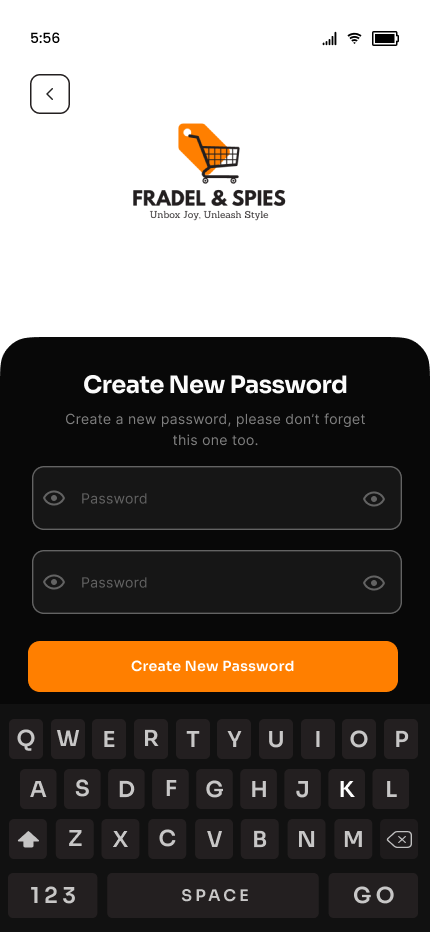 5:56
FRADEL & SPIES
Unbox Joy, Unleash Style
Create New Password
Create a new password, please don't forget
this one too.
Password
Password
Create New Password
Q W E R T Y U I O P
A S D F G H J K L
Z X C V B N M
123 SPACE GO